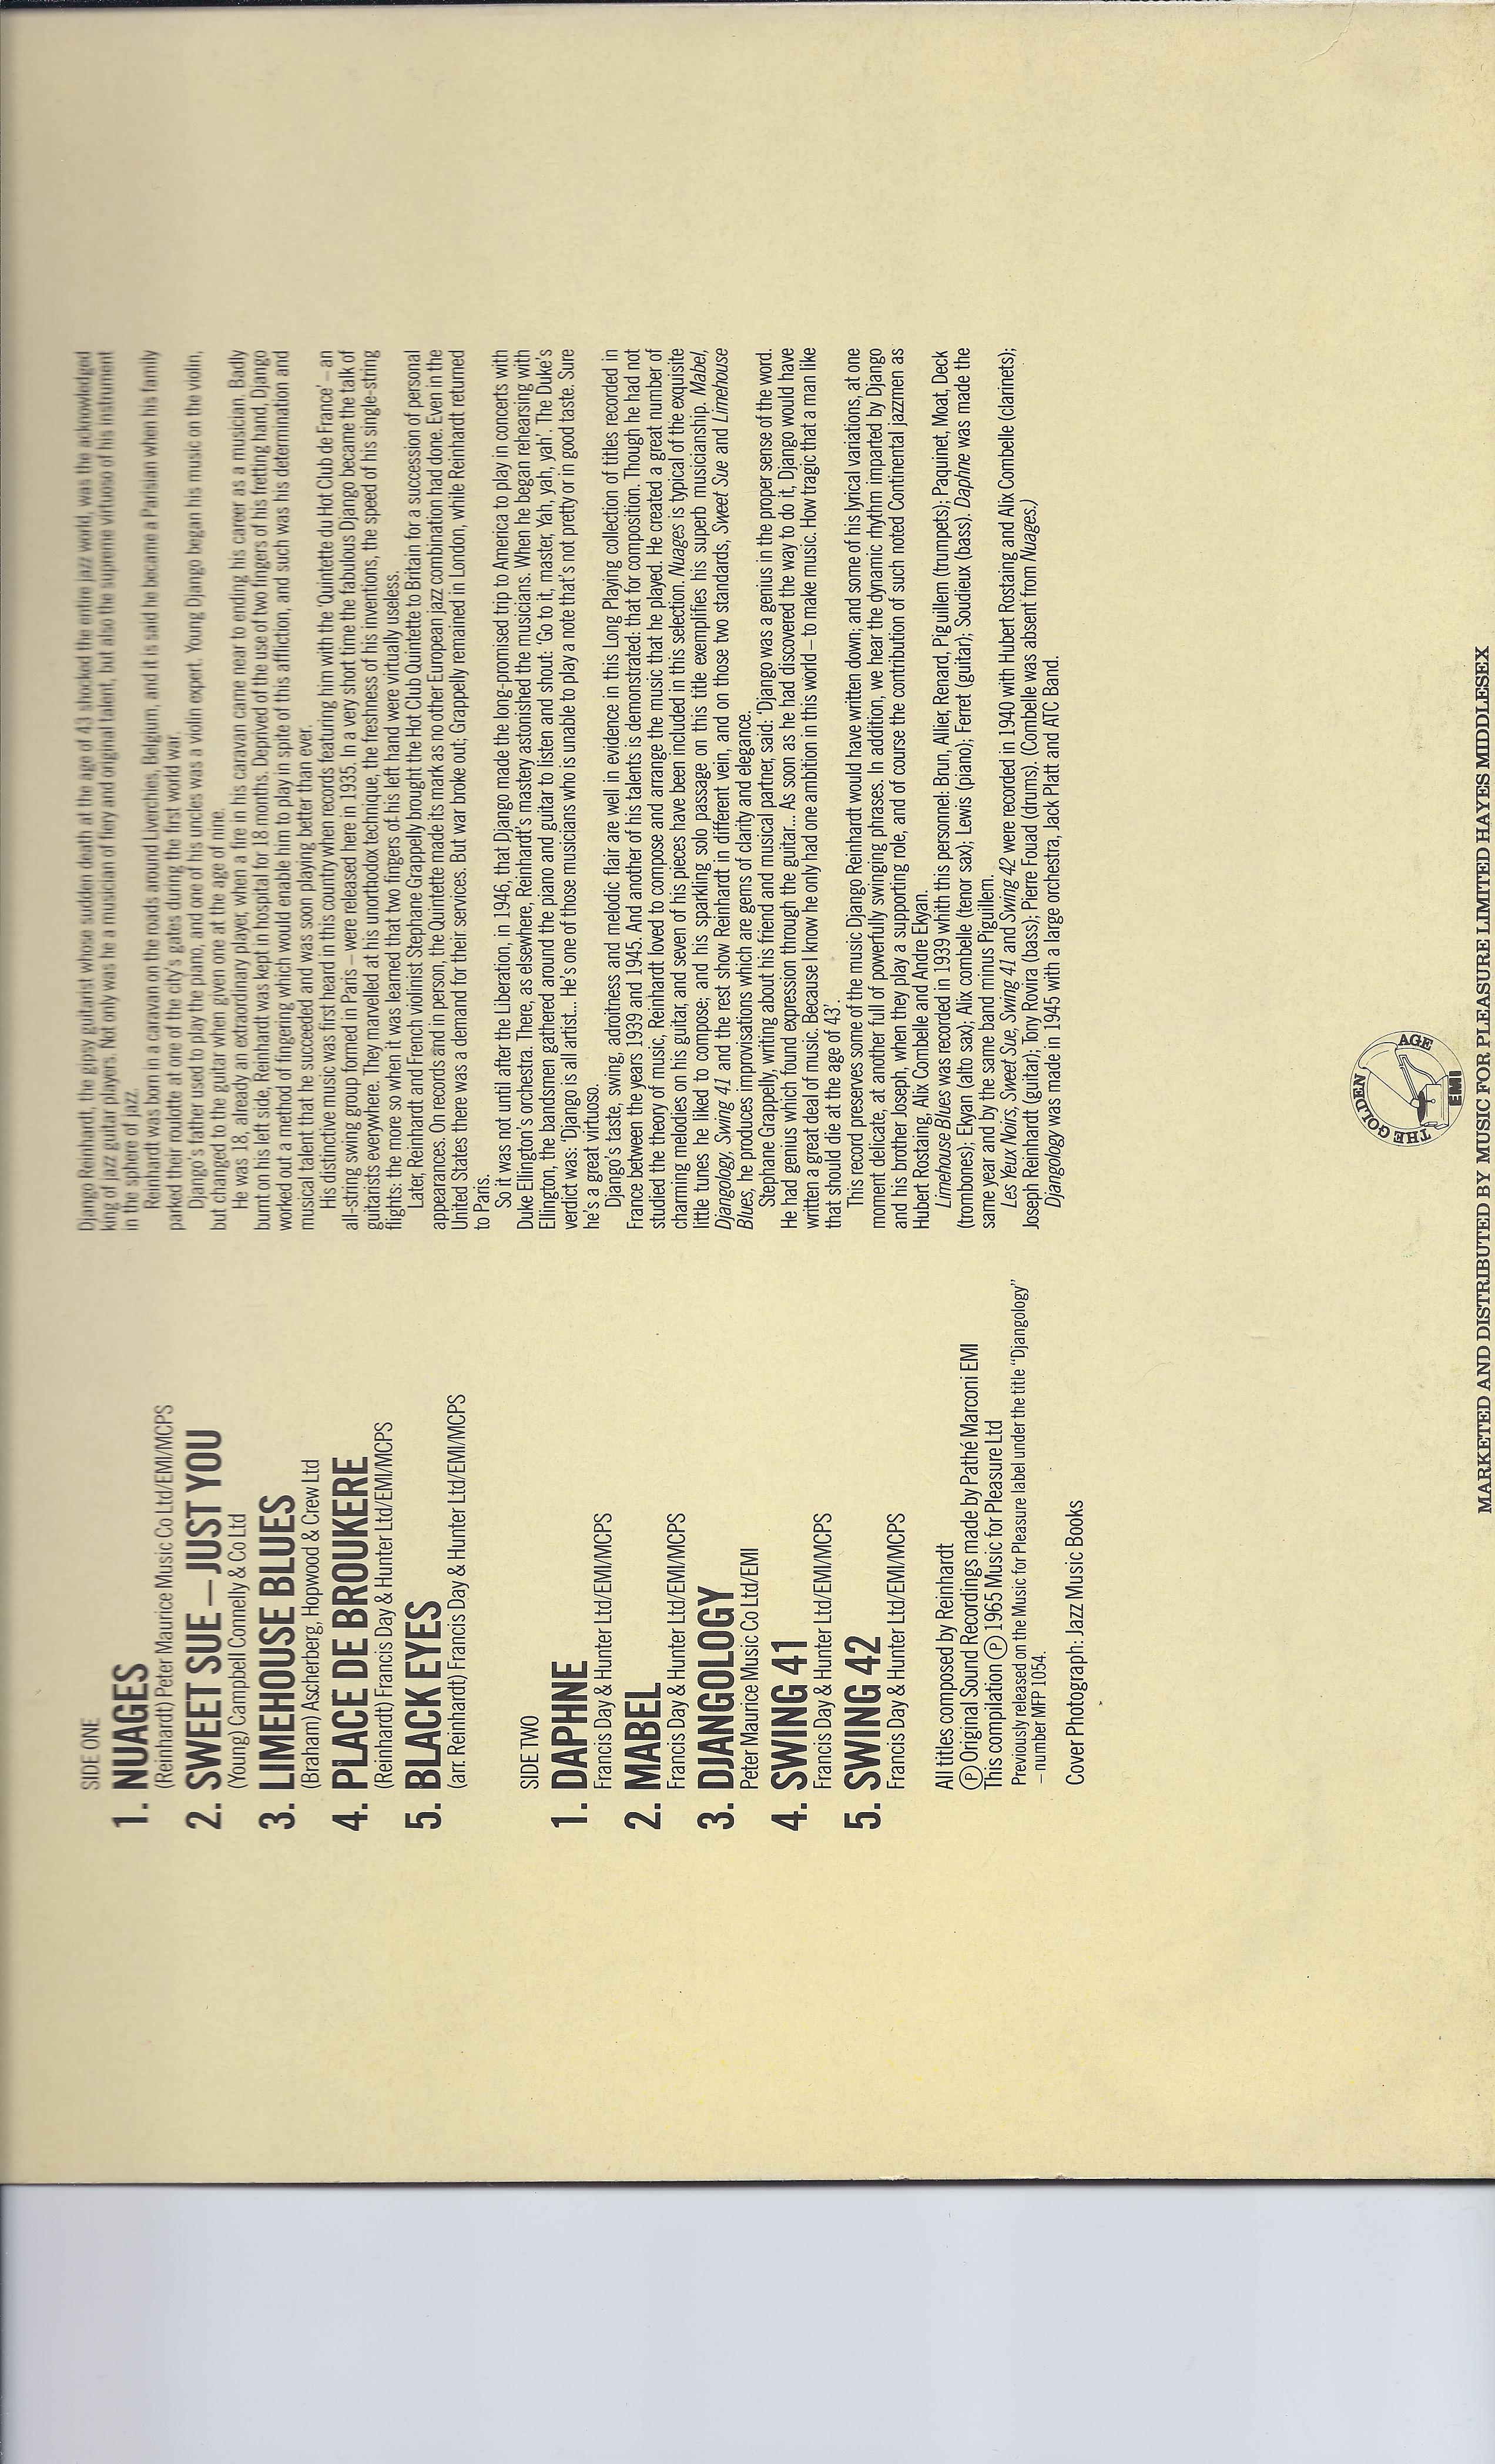 SIDE ONE
1. NUAGES
(Reinhardt) Peter Maurice Music Co Ltd/EMI/MCPS
2. SWEET SUE – JUST YOU
(Young) Campbell Connelly & Co Ltd
3. LIMEHOUSE BLUES
(Braham) Ascherberg, Hopwood & Crew Ltd
4. PLACE DE BROUKERE
(Reinhardt) Francis Day & Hunter Ltd/EMI/MCPS
5. BLACK EYES
(arr. Reinhardt) Francis Day & Hunter Ltd/EMI/MCPS
SIDE TWO
1. DAPHNE
Francis Day & Hunter Ltd/EMI/MCPS
2. MABEL
Francis Day & Hunter Ltd/EMI/MCPS
3. DJANGOLOGY
Peter Maurice Music Co Ltd/EMI
4. SWING 41
Francis Day & Hunter Ltd/EMI/MCPS
5. SWING 42
Francis Day & Hunter Ltd/EMI/MCPS
All titles composed by Reinhardt
Ⓟ Original Sound Recordings made by Pathé Marconi EMI
This compilation Ⓟ 1965 Music for Pleasure Ltd
Previously released on the Music for Pleasure label under the title “Djangology”
– number MFP 1054.
Cover Photograph: Jazz Music Books
Django Reinhardt, the gipsy guitarist whose sudden death at the age of 43 shocked the entire jazz world, was the acknowledged
king of jazz guitar players. Not only was he a musician of fiery and original talent, but also the supreme virtuoso of his instrument
in the sphere of jazz.
Reinhardt was born in a caravan on the roads around Liverchies, Belgium, and it is said he became a Parisian when his family
parked their roulotte at one of the city's gates during the first world war.
Django's father used to play the piano, and one of his uncles was a violin expert. Young Django began his music on the violin,
but changed to the guitar when given one at the age of nine.
He was 18, already an extraordinary player, when a fire in his caravan came near to ending his career as a musician. Badly
burnt on his left side, Reinhardt was kept in hospital for 18 months. Deprived of the use of two fingers of his fretting hand, Django
worked out a method of fingering which would enable him to play in spite of this affliction, and such was his determination and
musical talent that he succeeded and was soon playing better than ever.
His distinctive music was first heard in this country when records featuring him with the 'Quintette du Hot Club de France' – an
all-string swing group formed in Paris – were released here in 1935. In a very short time the fabulous Django became the talk of
guitarists everywhere. They marvelled at his unorthodox technique, the freshness of his inventions, the speed of his single-string
flights: the more so when it was learned that two fingers of his left hand were virtually useless.
Later, Reinhardt and French violinist Stephane Grappelly brought the Hot Club Quintette to Britain for a succession of personal
appearances. On records and in person, the Quintette made its mark as no other European jazz combination had done. Even in the
United States there was a demand for their services. But war broke out; Grappelly remained in London, while Reinhardt returned
to Paris.
So it was not until after the Liberation, in 1946, that Django made the long-promised trip to America to play in concerts with
Duke Ellington's orchestra. There, as elsewhere, Reinhardt's mastery astonished the musicians. When he began rehearsing with
Ellington, the bandsmen gathered around the piano and guitar to listen and shout: 'Go to it, master, Yah, yah, yah'. The Duke's
verdict was: 'Django is all artist... He's one of those musicians who is unable to play a note that's not pretty or in good taste. Sure
he's a great virtuoso.
Django's taste, swing, adroitness and melodic flair are well in evidence in this Long Playing collection of titles recorded in
France between the years 1939 and 1945. And another of his talents is demonstrated: that for composition. Though he had not
studied the theory of music, Reinhardt loved to compose and arrange the music that he played. He created a great number of
charming melodies on his guitar, and seven of his pieces have been included in this selection. Nuages is typical of the exquisite
little tunes he liked to compose; and his sparkling solo passage on this title exemplifies his superb musicianship. Mabel,
Djangology, Swing 41 and the rest show Reinhardt in different vein, and on those two standards, Sweet Sue and Limehouse
Blues, he produces improvisations which are gems of clarity and elegance.
Stephane Grappelly, writing about his friend and musical partner, said: 'Django was a genius in the proper sense of the word.
He had genius which found expression through the guitar... As soon as he had discovered the way to do it, Django would have
written a great deal of music. Because I know he only had one ambition in this world – to make music. How tragic that a man like
that should die at the age of 43'.
This record preserves some of the music Django Reinhardt would have written down; and some of his lyrical variations, at one
moment delicate, at another full of powerfully swinging phrases. In addition, we hear the dynamic rhythm imparted by Django
and his brother Joseph, when they play a supporting role, and of course the contribution of such noted Continental jazzmen as
Hubert Rostaing, Alix Combelle and Andre Ekyan.
Limehouse Blues was recorded in 1939 whith this personnel: Brun, Allier, Renard, Piguillem (trumpets); Paquinet, Moat, Deck
(trombones); Ekyan (alto sax); Alix combelle (tenor sax); Lewis (piano); Ferret (guitar); Soudieux (bass). Daphne was made the
same year and by the same band minus Piguillem.
Les Yeux Noirs, Sweet Sue, Swing 41 and Swing 42 were recorded in 1940 with Hubert Rostaing and Alix Combelle (clarinets);
Joseph Reinhardt (guitar); Tony Rovira (bass); Pierre Fouad (drums). (Combelle was absent from Nuages.)
Djangology was made in 1945 with a large orchestra, Jack Platt and ATC Band.
THE GOLDEN AGE
EMI
MARKETED AND DISTRIBUTED BY MUSIC FOR PLEASURE LIMITED HAYES MIDDLESEX